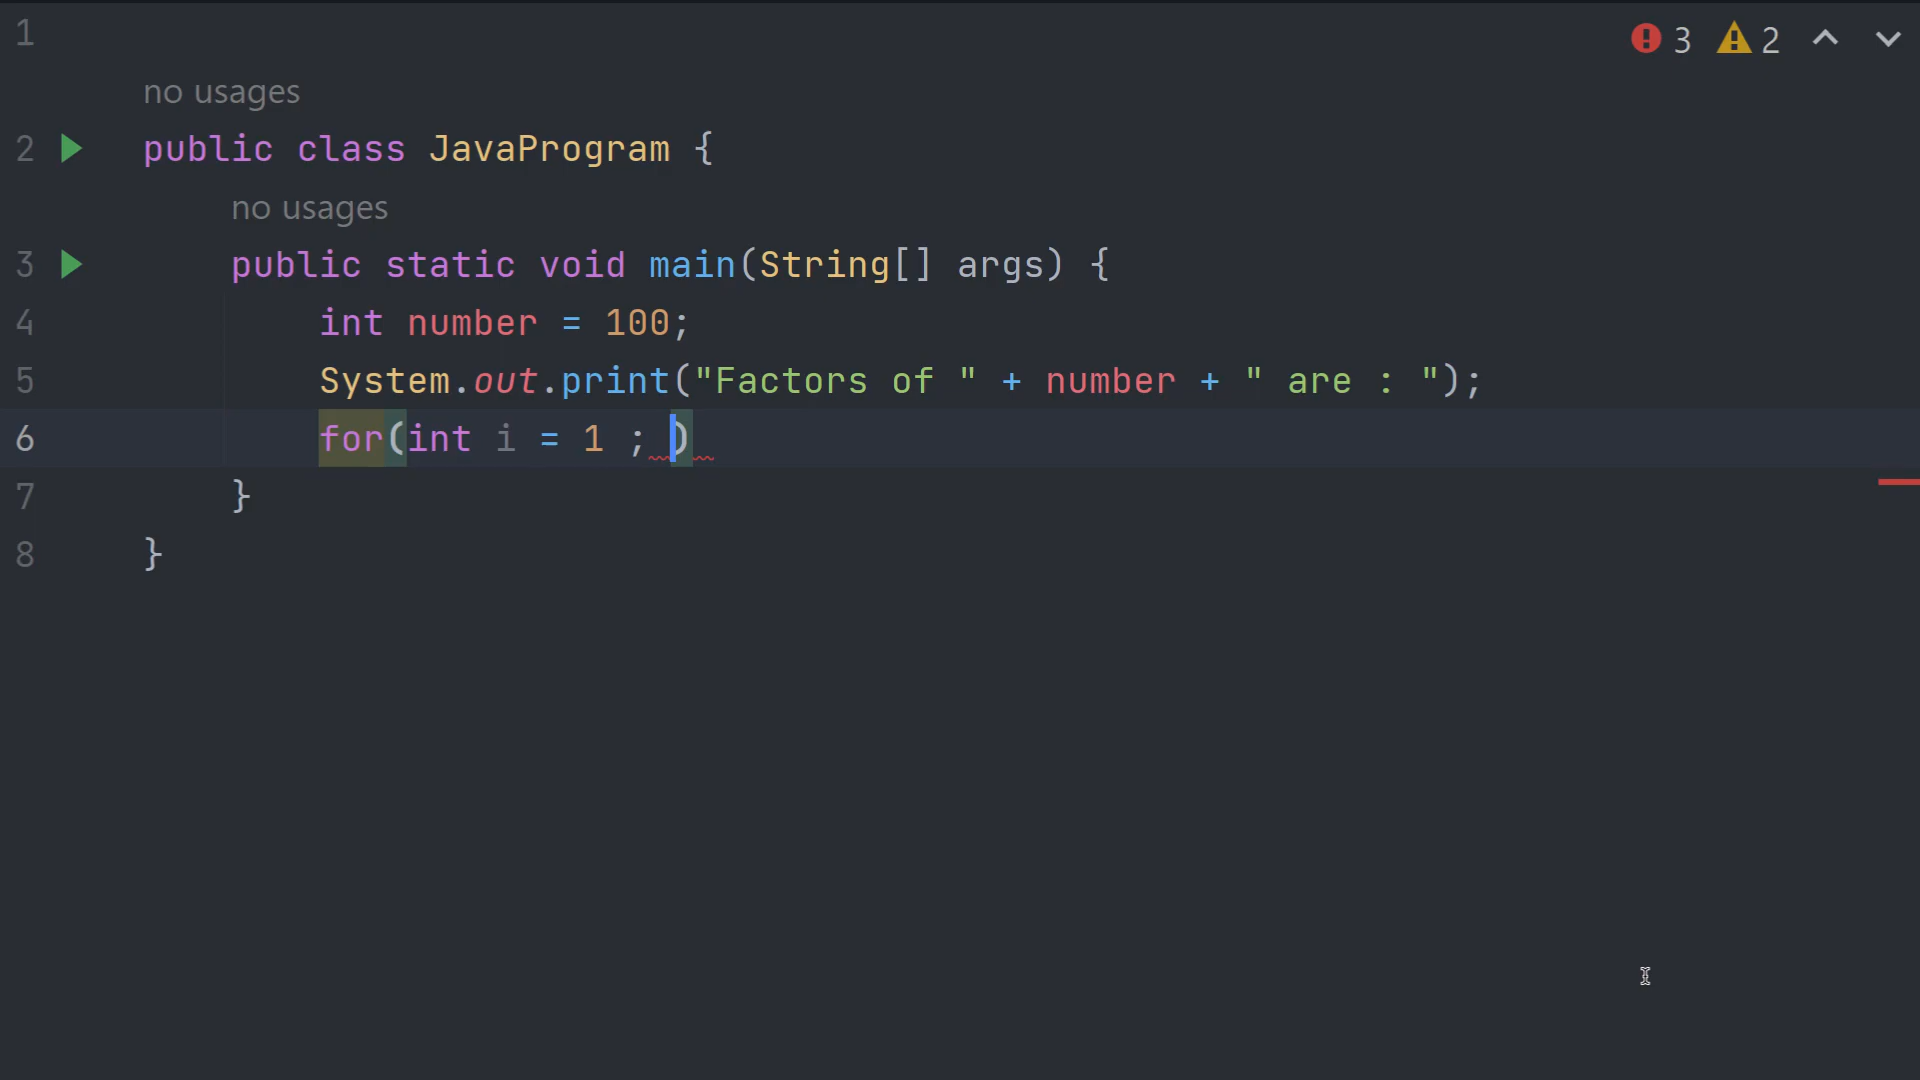 1
3 2
no usages
2 public class JavaProgram {
no usages
3 public static void main(String[] args) {
4 int number = 100;
5 System.out.print("Factors of " + number + " are : ");
6 for(int i = 1 ; )
7 }
8 }